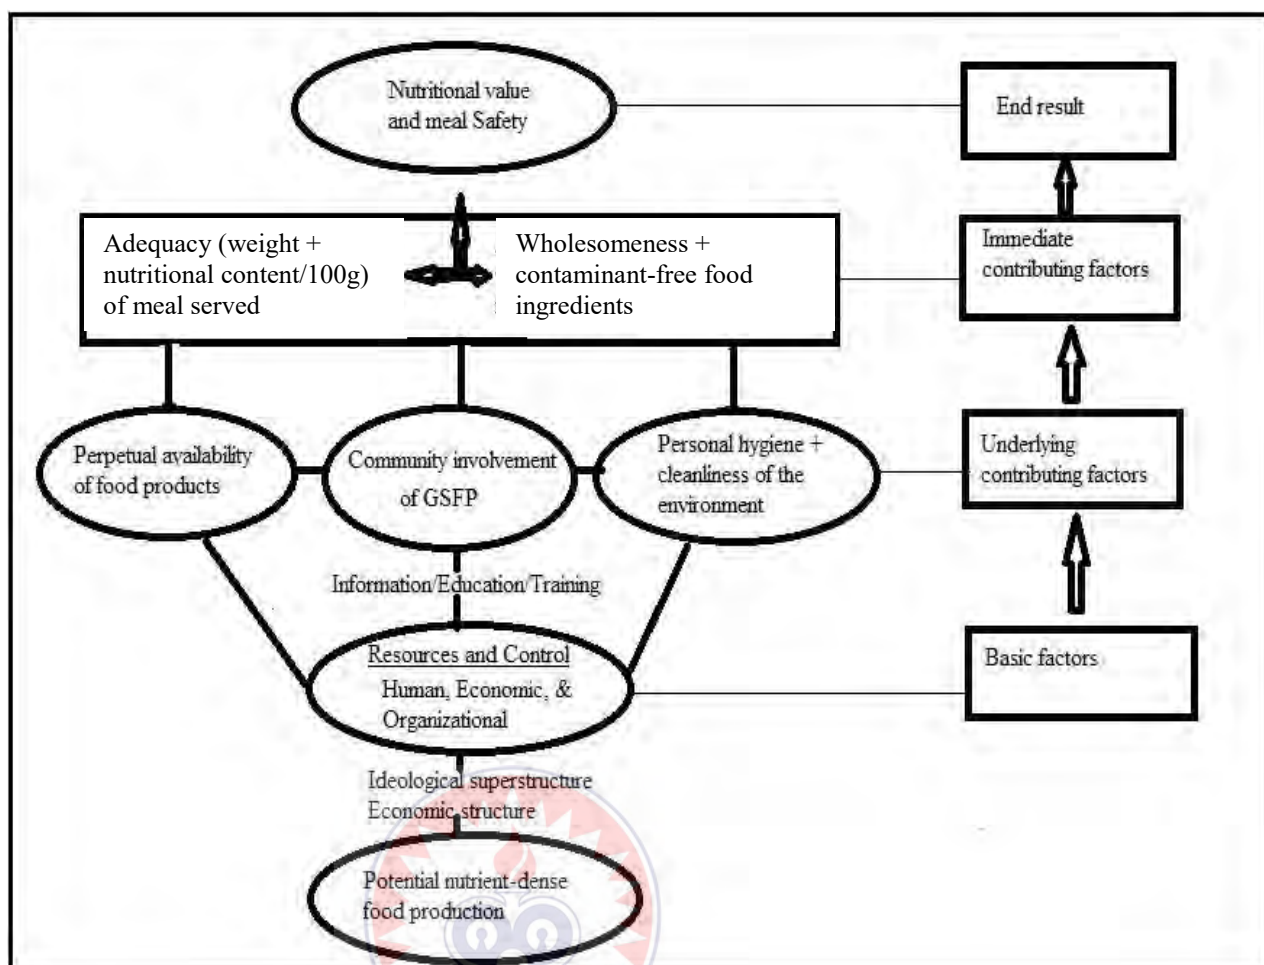 Nutritional value
and meal Safety
End result
Adequacy (weight +
nutritional content/100g)
of meal served
Wholesomeness +
contaminant-free food
ingredients
Immediate
contributing factors
Perpetual availability
of food products
Community involvement
of GSFP
Personal hygiene +
cleanliness of the
environment
Underlying
contributing factors
Information/Education/Training
Resources and Control
Human, Economic, &
Organizational
Basic factors
Ideological superstructure
Economic structure
Potential nutrient-dense
food production